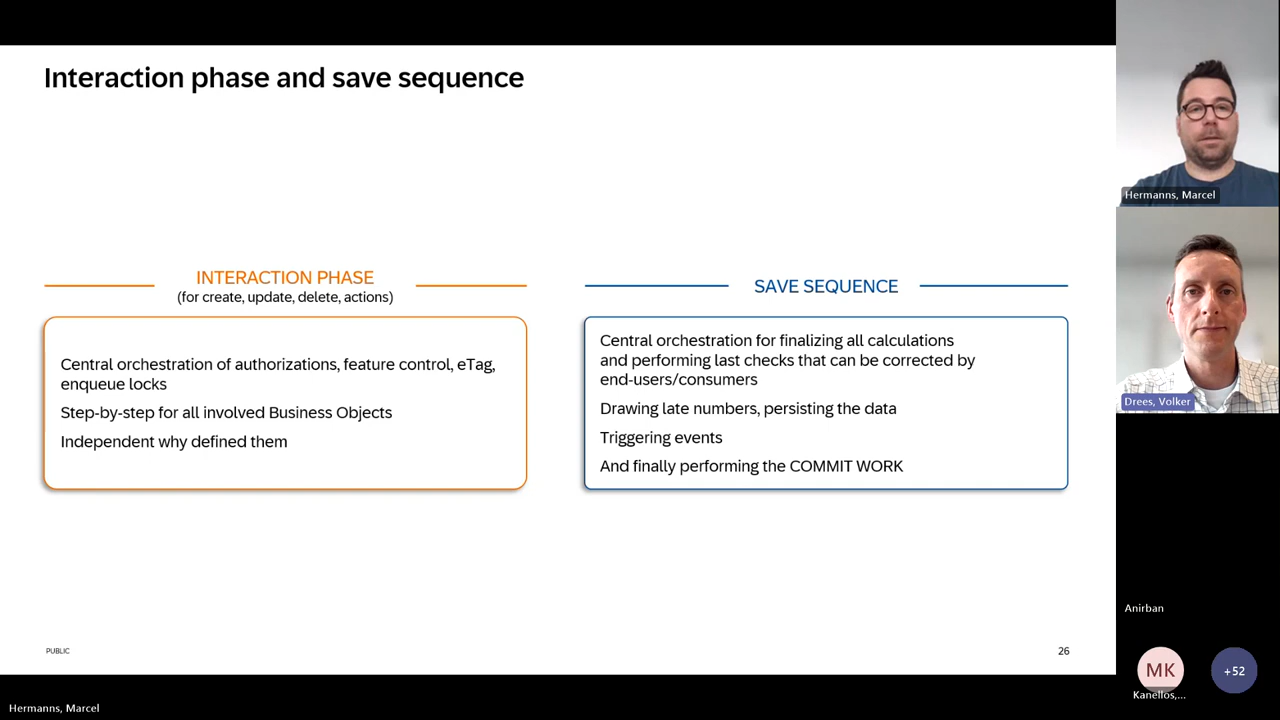 Interaction phase and save sequence
INTERACTION PHASE
(for create, update, delete, actions)
Central orchestration of authorizations, feature control, eTag,
enqueue locks
Step-by-step for all involved Business Objects
Independent why defined them
SAVE SEQUENCE
Central orchestration for finalizing all calculations
and performing last checks that can be corrected by
end-users/consumers
Drawing late numbers, persisting the data
Triggering events
And finally performing the COMMIT WORK
PUBLIC
26
Hermanns, Marcel
Drees, Volker
Anirban
MK
Kanellos,...
+52
Hermanns, Marcel